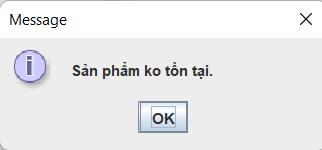 Message
Sản phẩm ko tồn tại.
OK